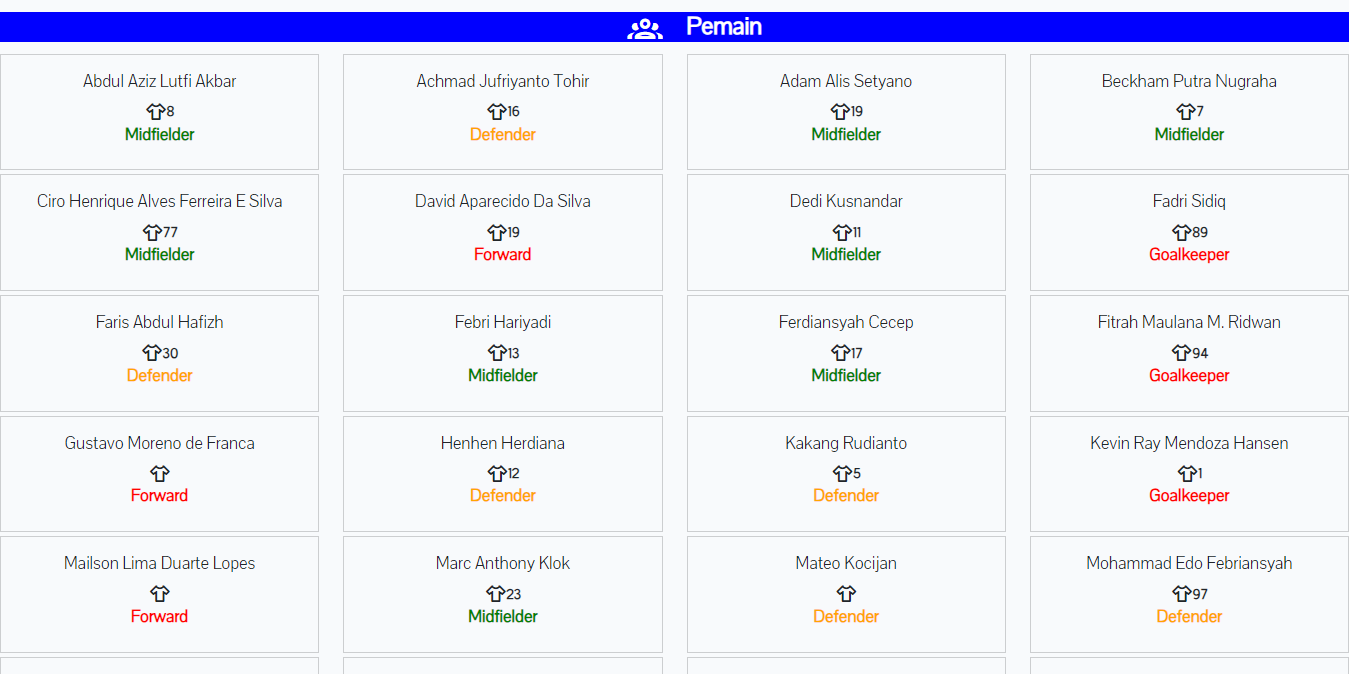 Pemain
Abdul Aziz Lutfi Akbar
8
Midfielder
Achmad Jufriyanto Tohir
16
Defender
Adam Alis Setyano
19
Midfielder
Beckham Putra Nugraha
7
Midfielder
Ciro Henrique Alves Ferreira E Silva
77
Midfielder
David Aparecido Da Silva
19
Forward
Dedi Kusnandar
11
Midfielder
Fadri Sidiq
89
Goalkeeper
Faris Abdul Hafizh
30
Defender
Febri Hariyadi
13
Midfielder
Ferdiansyah Cecep
17
Midfielder
Fitrah Maulana M. Ridwan
94
Goalkeeper
Gustavo Moreno de Franca
Forward
Henhen Herdiana
12
Defender
Kakang Rudianto
5
Defender
Kevin Ray Mendoza Hansen
1
Goalkeeper
Mailson Lima Duarte Lopes
Forward
Marc Anthony Klok
23
Midfielder
Mateo Kocijan
Defender
Mohammad Edo Febriansyah
97
Defender